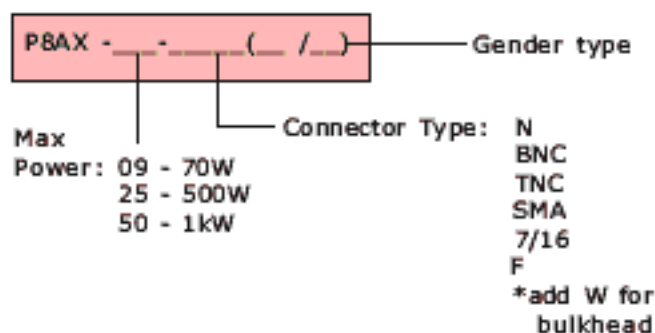 P8AX -___-_____(__ /__)
Gender type
Connector Type: N
BNC
TNC
SMA
7/16
F
*add W for
bulkhead
Max
Power: 09 - 70W
25 - 500W
50 - 1kW